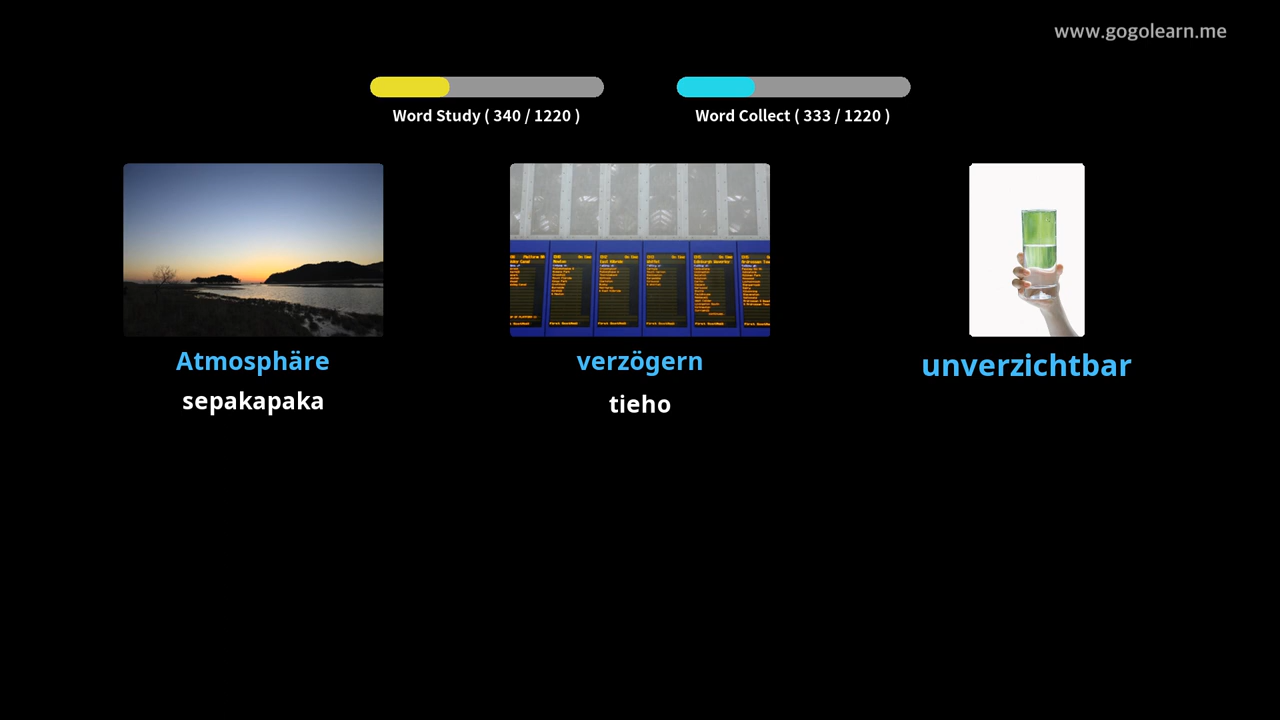 www.gogolearn.me
Word Study ( 340 / 1220 )
Word Collect ( 333 / 1220 )
Atmosphäre
verzögern
unverzichtbar
sepakapaka
tieho